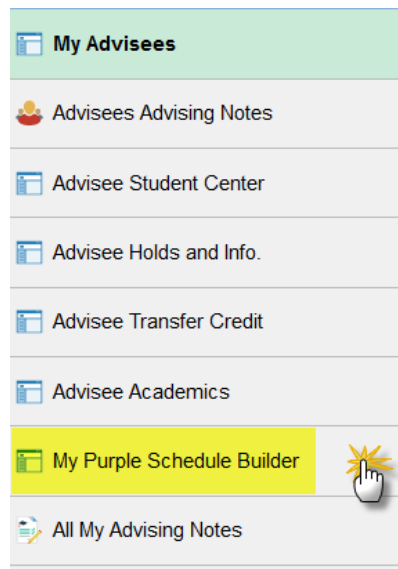 My Advisees
Advisees Advising Notes
Advisee Student Center
Advisee Holds and Info.
Advisee Transfer Credit
Advisee Academics
My Purple Schedule Builder
All My Advising Notes